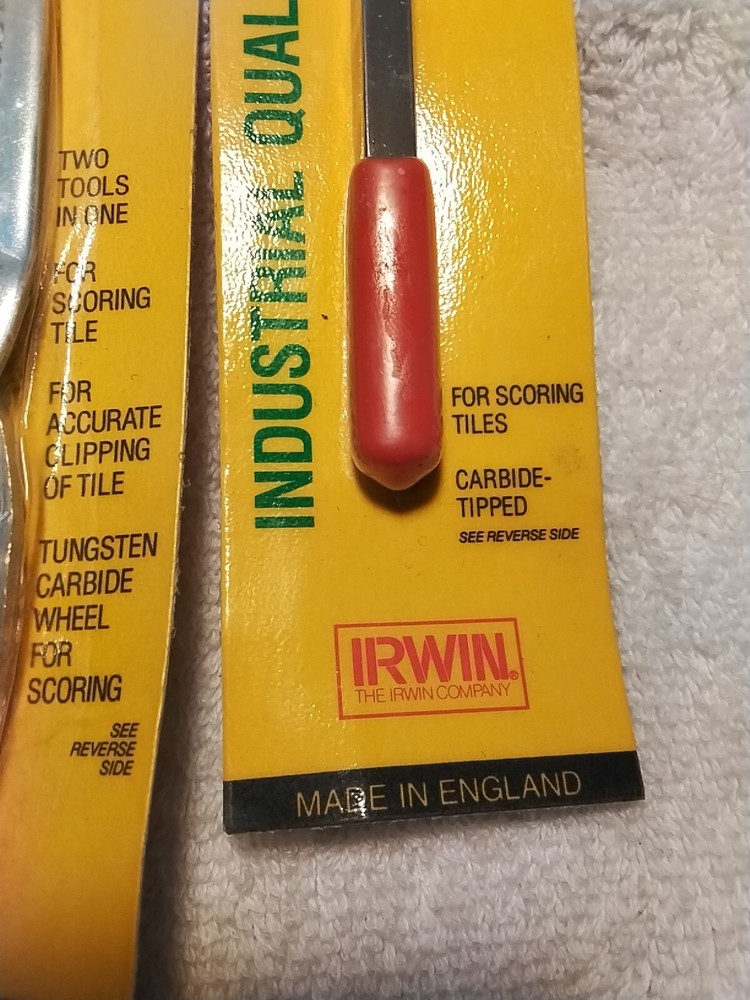 TWO
TOOLS
IN ONE
FOR
SCORING
TILE
FOR
ACCURATE
CLIPPING
OF TILE
TUNGSTEN
CARBIDE
WHEEL
FOR
SCORING
SEE
REVERSE
SIDE
INDUSTRIAL QUAL
FOR SCORING
TILES
CARBIDE-
TIPPED
SEE REVERSE SIDE
IRWIN®
THE IRWIN COMPANY
MADE IN ENGLAND